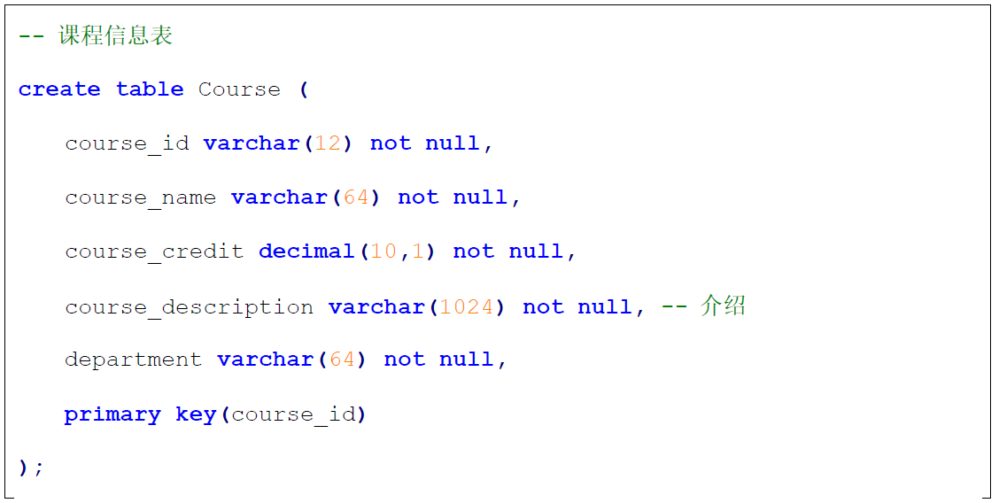 -- 课程信息表
create table Course (
course_id varchar(12) not null,
course_name varchar(64) not null,
course_credit decimal(10,1) not null,
course_description varchar(1024) not null, -- 介绍
department varchar(64) not null,
primary key(course_id)
);